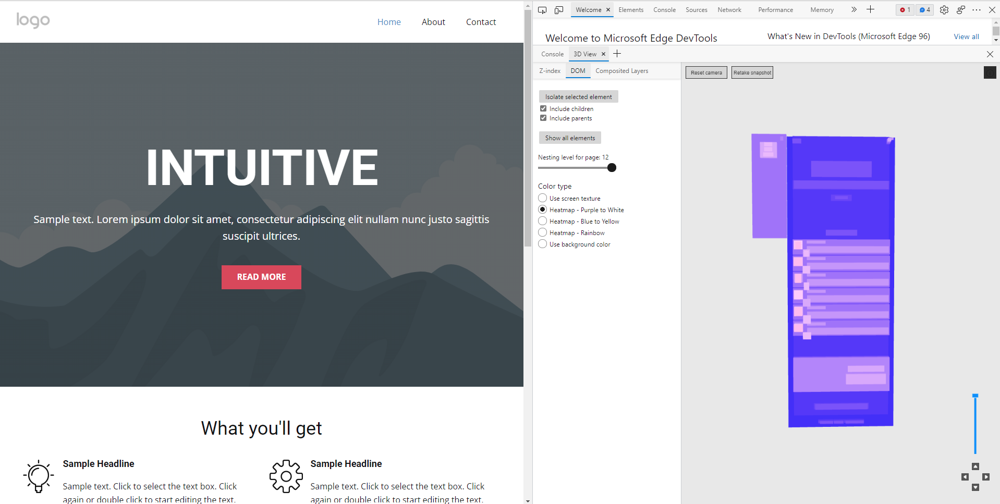 logo
Home About Contact
INTUITIVE
Sample text. Lorem ipsum dolor sit amet, consectetur adipiscing elit nullam nunc justo sagittis
suscipit ultrices.
READ MORE
What you'll get
Sample Headline
Sample text. Click to select the text box. Click
again or double click to start editing the text.
Sample Headline
Sample text. Click to select the text box. Click
again or double click to start editing the text.
Welcome Elements Console Sources Network Performance Memory 1 4
Welcome to Microsoft Edge DevTools
What's New in DevTools (Microsoft Edge 96) View all
Console 3D View
Z-index DOM Composited Layers
Reset camera Retake snapshot
Isolate selected element
Include children
Include parents
Show all elements
Nesting level for page: 12
Color type
Use screen texture
Heatmap - Purple to White
Heatmap - Blue to Yellow
Heatmap - Rainbow
Use background color